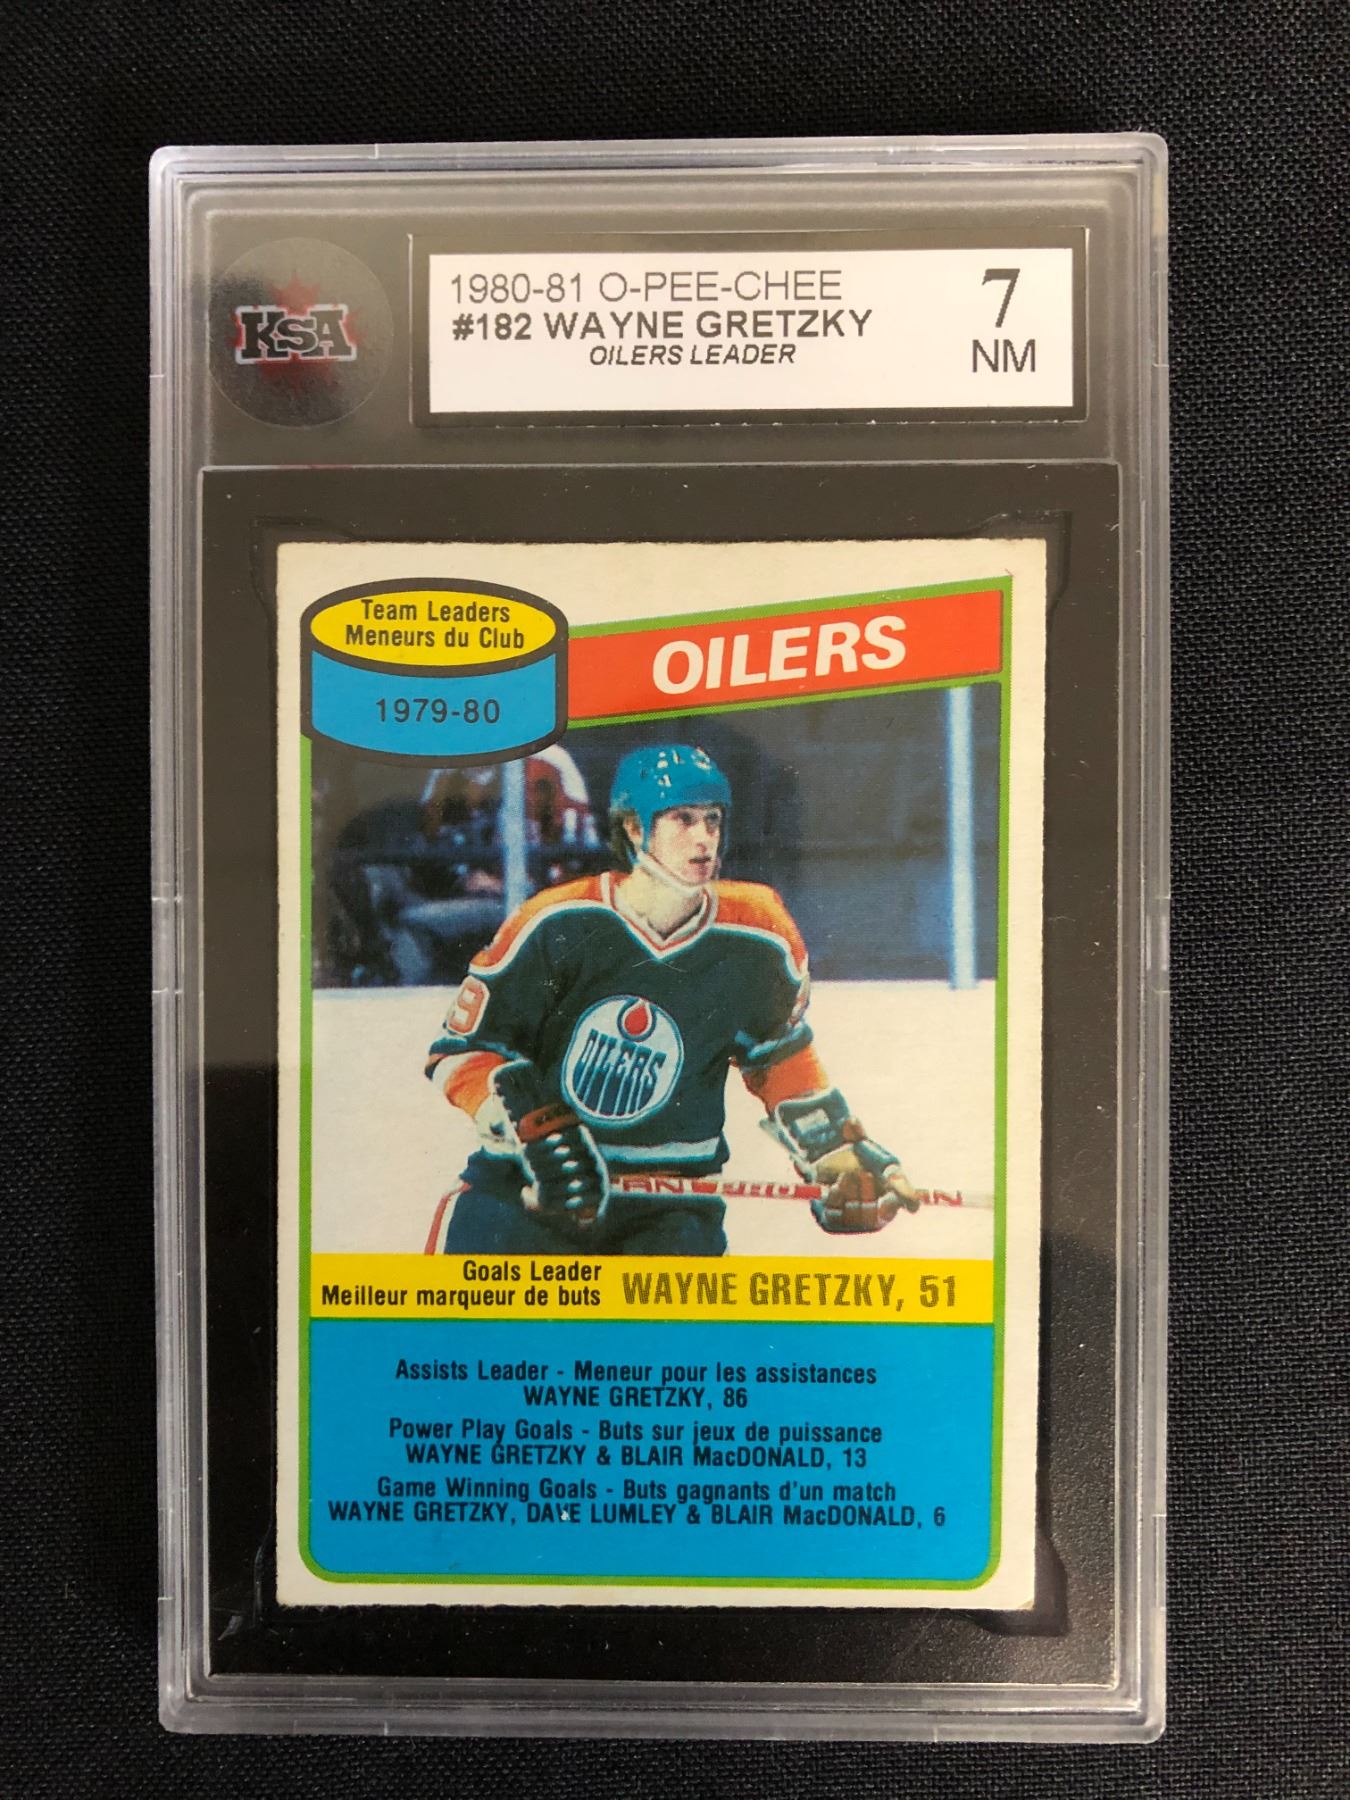 KSA
1980-81 O-PEE-CHEE
#182 WAYNE GRETZKY
OILERS LEADER
7
NM
Team Leaders
Meneurs du Club
1979-80
OILERS
9
OILERS
Goals Leader
Meilleur marqueur de buts
WAYNE GRETZKY, 51
Assists Leader - Meneur pour les assistances
WAYNE GRETZKY, 86
Power Play Goals - Buts sur jeux de puissance
WAYNE GRETZKY & BLAIR MacDONALD, 13
Game Winning Goals - Buts gagnants d'un match
WAYNE GRETZKY, DAVE LUMLEY & BLAIR MacDONALD, 6